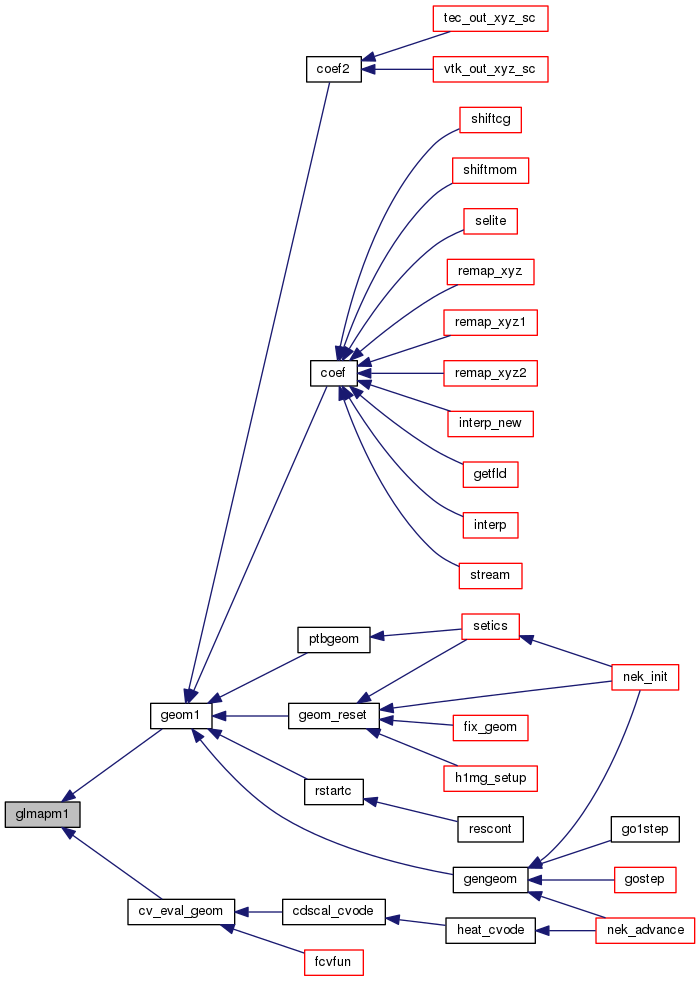 tec_out_xyz_sc
coef2
vtk_out_xyz_sc
shiftcg
shiftmom
selite
remap_xyz
remap_xyz1
coef
remap_xyz2
interp_new
getfld
interp
stream
setics
ptbgeom
nek_init
geom1
geom_reset
fix_geom
h1mg_setup
rstartc
glmapm1
rescont
go1step
gengeom
gostep
cv_eval_geom
cdscal_cvode
heat_cvode
nek_advance
fcvfun